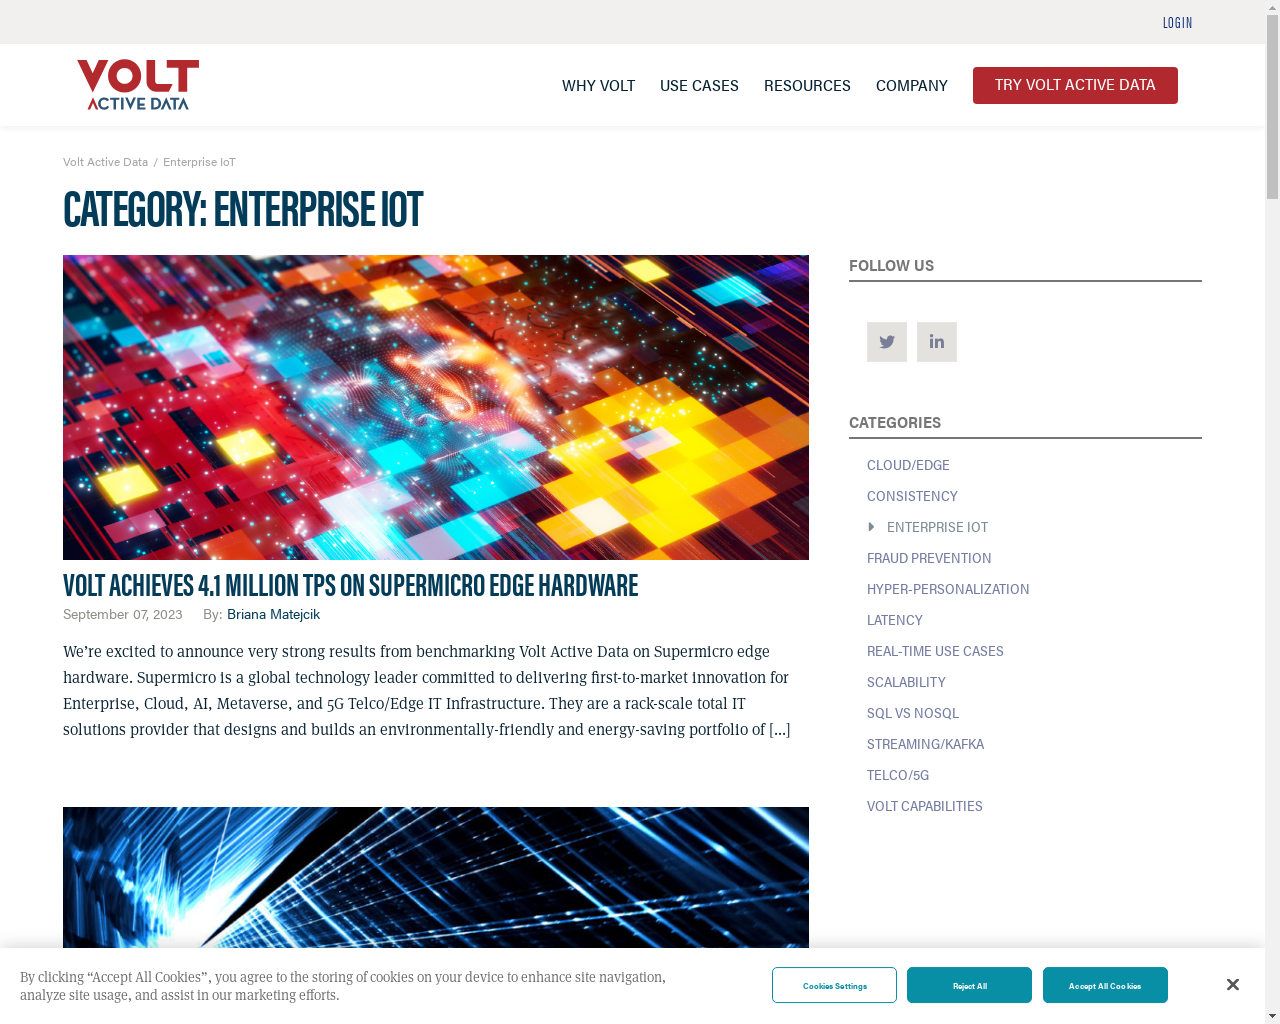 LOGIN
VOLT
ACTIVE DATA
WHY VOLT
USE CASES
RESOURCES
COMPANY
TRY VOLT ACTIVE DATA
Volt Active Data / Enterprise IoT
CATEGORY: ENTERPRISE IOT
VOLT ACHIEVES 4.1 MILLION TPS ON SUPERMICRO EDGE HARDWARE
September 07, 2023 By: Briana Matejcik
We’re excited to announce very strong results from benchmarking Volt Active Data on Supermicro edge
hardware. Supermicro is a global technology leader committed to delivering first-to-market innovation for
Enterprise, Cloud, AI, Metaverse, and 5G Telco/Edge IT Infrastructure. They are a rack-scale total IT
solutions provider that designs and builds an environmentally-friendly and energy-saving portfolio of [...]
FOLLOW US
CATEGORIES
CLOUD/EDGE
CONSISTENCY
ENTERPRISE IOT
FRAUD PREVENTION
HYPER-PERSONALIZATION
LATENCY
REAL-TIME USE CASES
SCALABILITY
SQL VS NOSQL
STREAMING/KAFKA
TELCO/5G
VOLT CAPABILITIES
By clicking “Accept All Cookies”, you agree to the storing of cookies on your device to enhance site navigation,
analyze site usage, and assist in our marketing efforts.
Cookies Settings
Reject All
Accept All Cookies